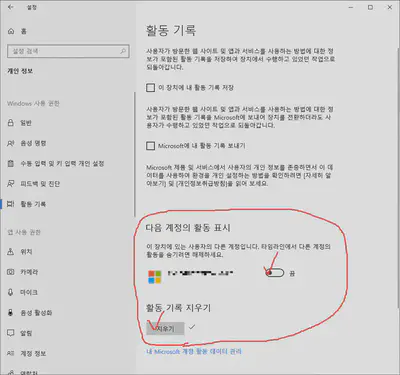 ← 설정
홈
설정 검색
개인 정보
Windows 사용 권한
일반
음성 명령
수동 입력 및 키 입력 개인 설정
피드백 및 진단
활동 기록
앱 사용 권한
위치
카메라
마이크
음성 활성화
알림
계정 정보
연락처
활동 기록
사용자가 방문한 웹 사이트 및 앱과 서비스를 사용하는 방법에 대한 정
보가 포함된 활동 기록을 저장하여 장치에서 수행하고 있었던 작업으로
되돌아갑니다.
이 장치에 내 활동 기록 저장
사용자가 방문한 웹 사이트 및 앱과 서비스를 사용하는 방법에 대한 정
보가 포함된 활동 기록을 Microsoft에 보내어 장치를 전환하더라도 사
용자가 수행하고 있었던 작업으로 되돌아갑니다.
Microsoft에 내 활동 기록 보내기
Microsoft 제품 및 서비스에서 사용자의 개인 정보를 존중하면서 이 데
이터를 사용하여 환경을 개인 설정하는 방법을 확인하려면 [자세히 알
아보기] 및 [개인정보취급방침]을 읽어 보세요.
다음 계정의 활동 표시
이 장치에 있는 사용자의 다른 계정입니다. 타임라인에서 다른 계정의
활동을 숨기려면 해제하세요.
끔
활동 기록 지우기
지우기
내 Microsoft 계정 활동 데이터 관리